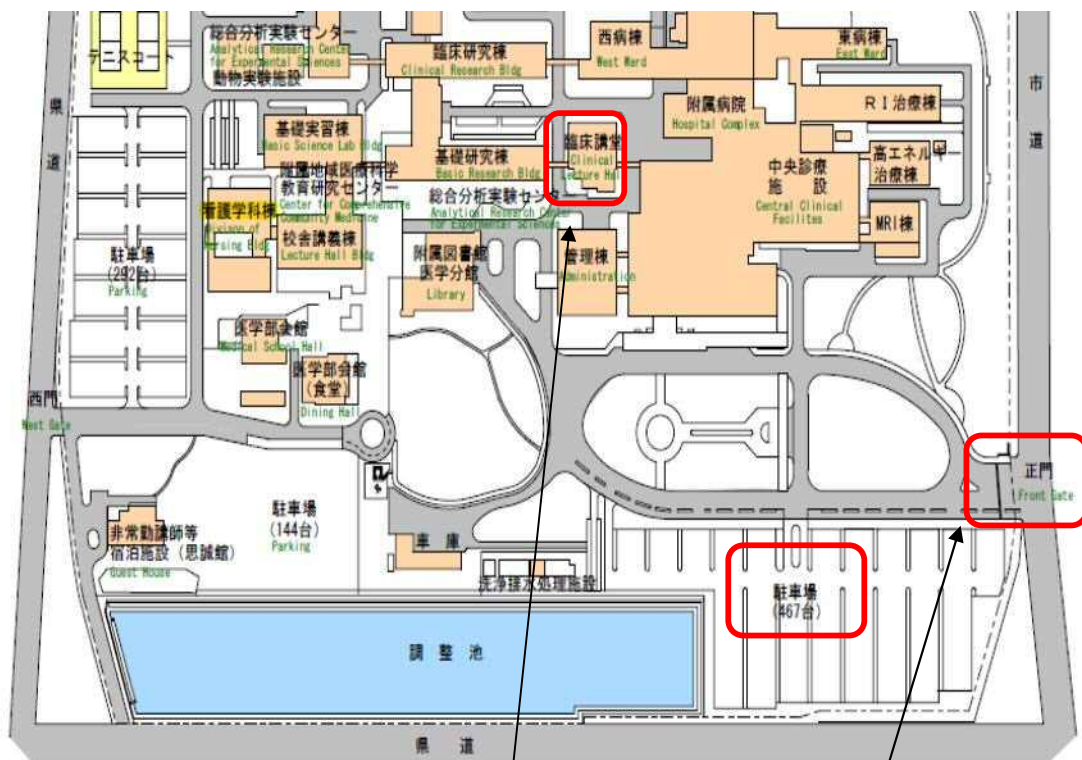 総合分析実験センター
Analytical Research Center
for Expermental Sciences
動物実験施設
テニスコート
臨床研究棟
Clinical Research Bldg
西病棟
West Ward
東病棟
East Ward
県道
市道
基礎実習棟
Basic Science Lab Bldg
基礎研究棟
Basic Research Bldg
臨床講堂
Clinical
Lecture Hall
附属病院
Hospital Complex
RI治療棟
高エネルギー
治療棟
中央診療
施設
Central Clinical
Facilites
MRI棟
附属地域医療科学
教育研究センター
Center for Comprehensive
Community Medicine
総合分析実験センター
Analytical Research Center
for Expermental Sciences
看護学科棟
Divison of
Nursing Bldg
校舎講義棟
Lecture Hall Bldg
附属図書館
医学分館
Library
管理棟
Administration
駐車場
(292台)
Parking
医学部会館
Medical School Hall
医学部会館
(食堂)
Dining Hall
西門
West Gate
正門
Front Gate
非常勤講師等
宿泊施設(思誠館)
Guest House
駐車場
(144台)
Parking
車庫
洗浄排水処理施設
駐車場
(467台)
調整池
県道